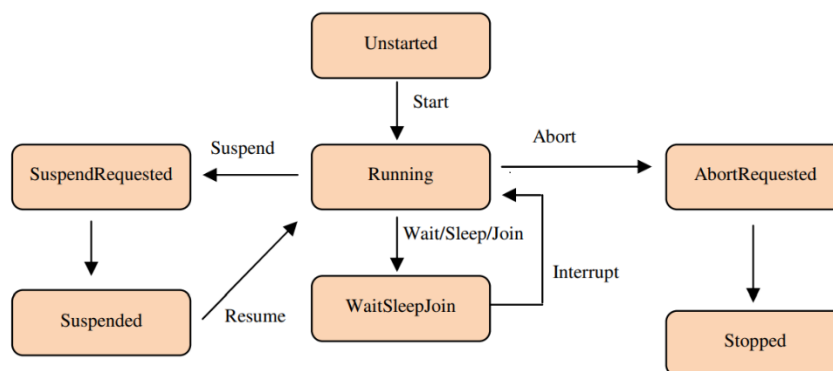 Unstarted
Start
Suspend
Abort
SuspendRequested
Running
AbortRequested
Wait/Sleep/Join
Interrupt
Suspended
Resume
WaitSleepJoin
Stopped